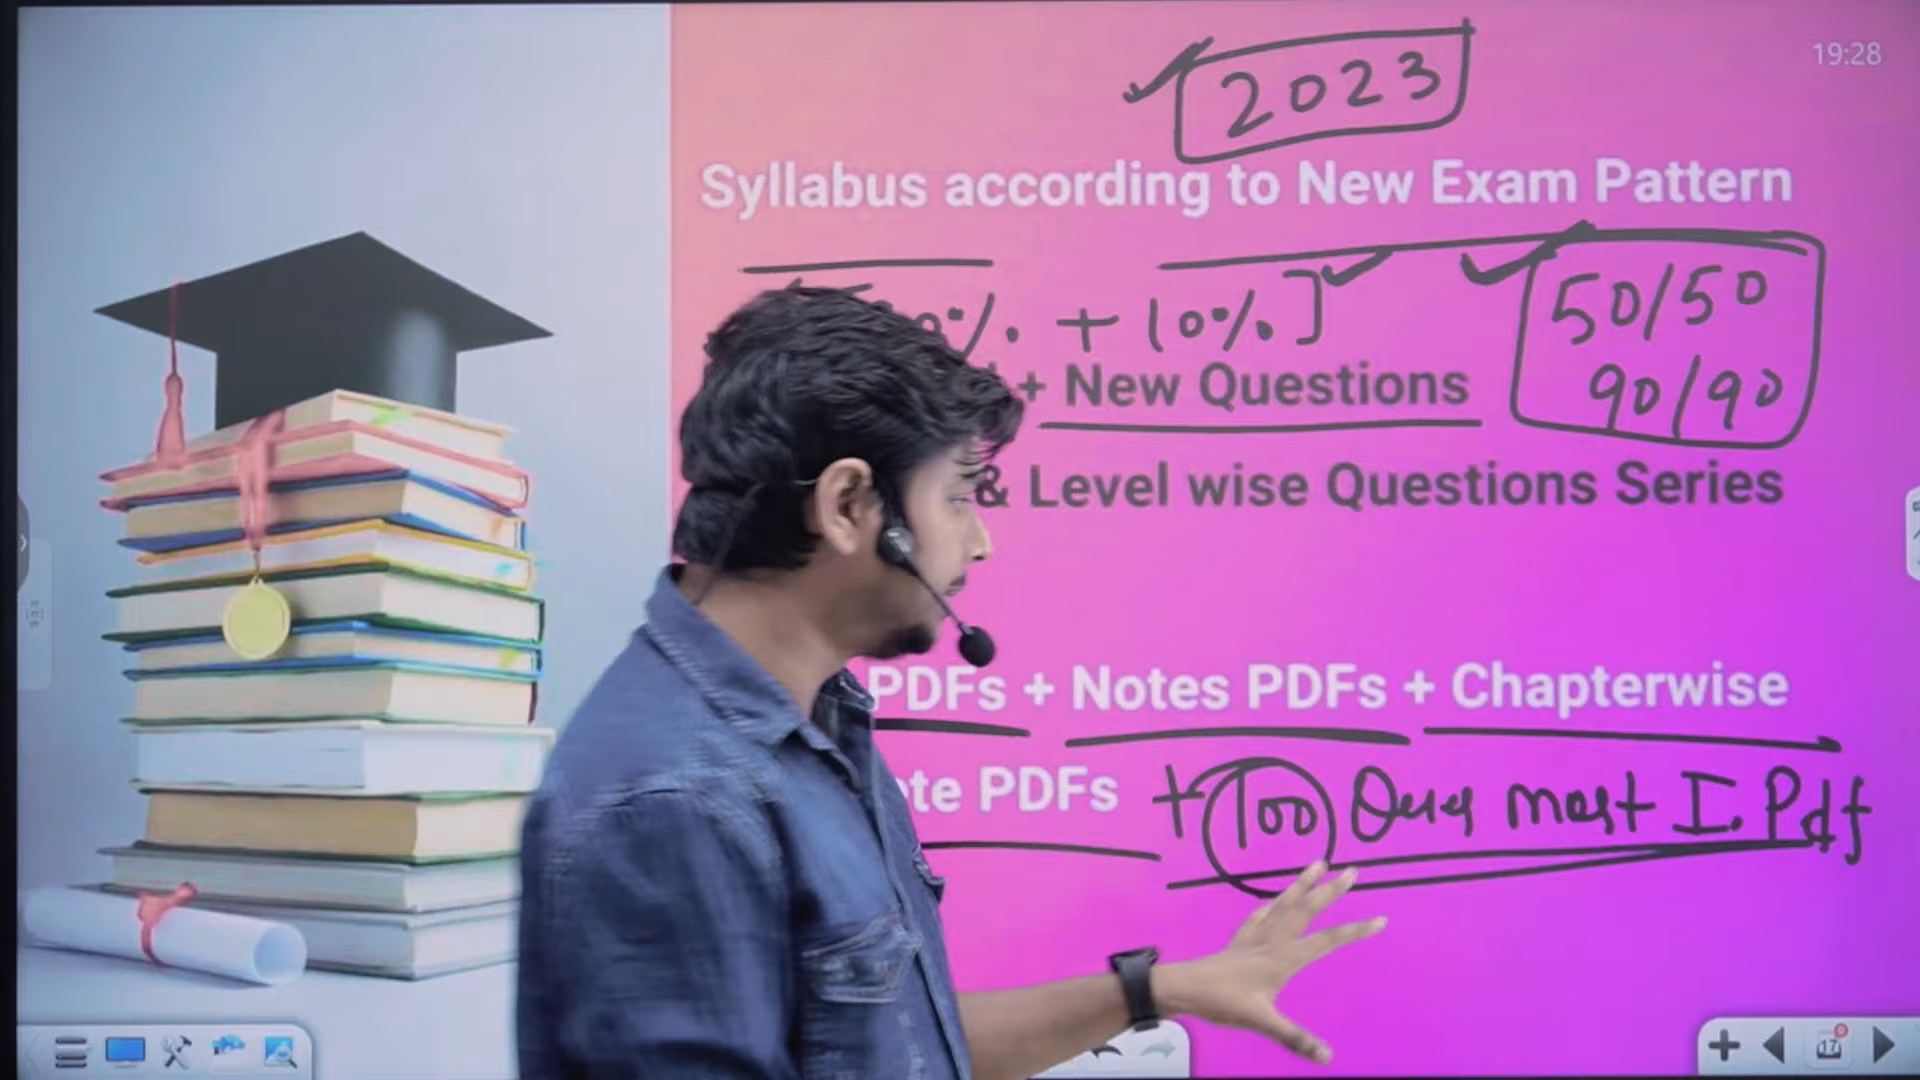 19:28
2023
Syllabus according to New Exam Pattern
+ 10%]
50/50
+ New Questions
90/90
& Level wise Questions Series
PDFs + Notes PDFs + Chapterwise
PDFs + 100 Ques most I. Pdf
17